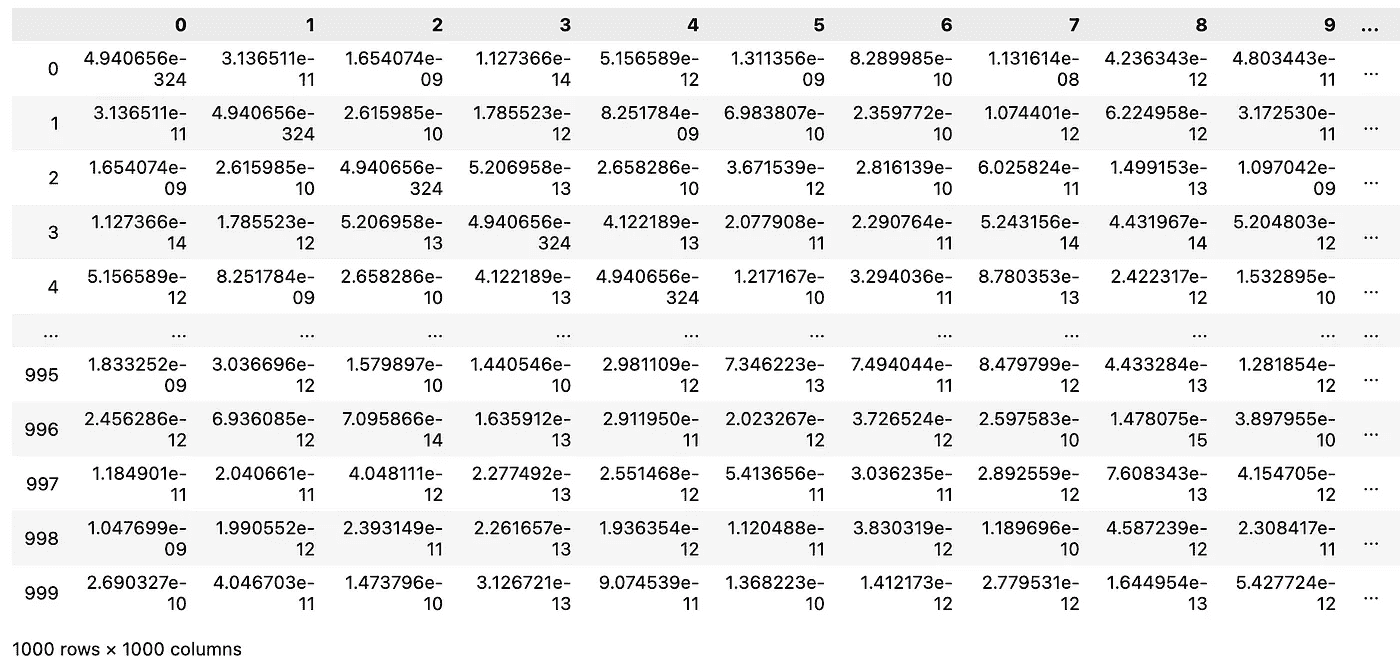 0 1 2 3 4 5 6 7 8 9 ...
0 4.940656e-324 3.136511e-11 1.654074e-09 1.127366e-14 5.156589e-12 1.311356e-09 8.289985e-10 1.131614e-08 4.236343e-12 4.803443e-11 ...
1 3.136511e-11 4.940656e-324 2.615985e-10 1.785523e-12 8.251784e-09 6.983807e-10 2.359772e-10 1.074401e-12 6.224958e-12 3.172530e-11 ...
2 1.654074e-09 2.615985e-10 4.940656e-324 5.206958e-13 2.658286e-10 3.671539e-12 2.816139e-10 6.025824e-11 1.499153e-13 1.097042e-09 ...
3 1.127366e-14 1.785523e-12 5.206958e-13 4.940656e-324 4.122189e-13 2.077908e-11 2.290764e-11 5.243156e-14 4.431967e-14 5.204803e-12 ...
4 5.156589e-12 8.251784e-09 2.658286e-10 4.122189e-13 4.940656e-324 1.217167e-10 3.294036e-11 8.780353e-13 2.422317e-12 1.532895e-10 ...
... ... ... ... ... ... ... ... ... ... ... ...
995 1.833252e-09 3.036696e-12 1.579897e-10 1.440546e-10 2.981109e-12 7.346223e-13 7.494044e-11 8.479799e-12 4.433284e-13 1.281854e-12 ...
996 2.456286e-12 6.936085e-12 7.095866e-14 1.635912e-13 2.911950e-11 2.023267e-12 3.726524e-12 2.597583e-10 1.478075e-15 3.897955e-10 ...
997 1.184901e-11 2.040661e-11 4.048111e-12 2.277492e-13 2.551468e-12 5.413656e-11 3.036235e-11 2.892559e-12 7.608343e-13 4.154705e-12 ...
998 1.047699e-09 1.990552e-12 2.393149e-11 2.261657e-13 1.936354e-12 1.120488e-11 3.830319e-12 1.189696e-10 4.587239e-12 2.308417e-11 ...
999 2.690327e-10 4.046703e-11 1.473796e-10 3.126721e-13 9.074539e-11 1.368223e-10 1.412173e-12 2.779531e-12 1.644954e-13 5.427724e-12 ...
1000 rows × 1000 columns